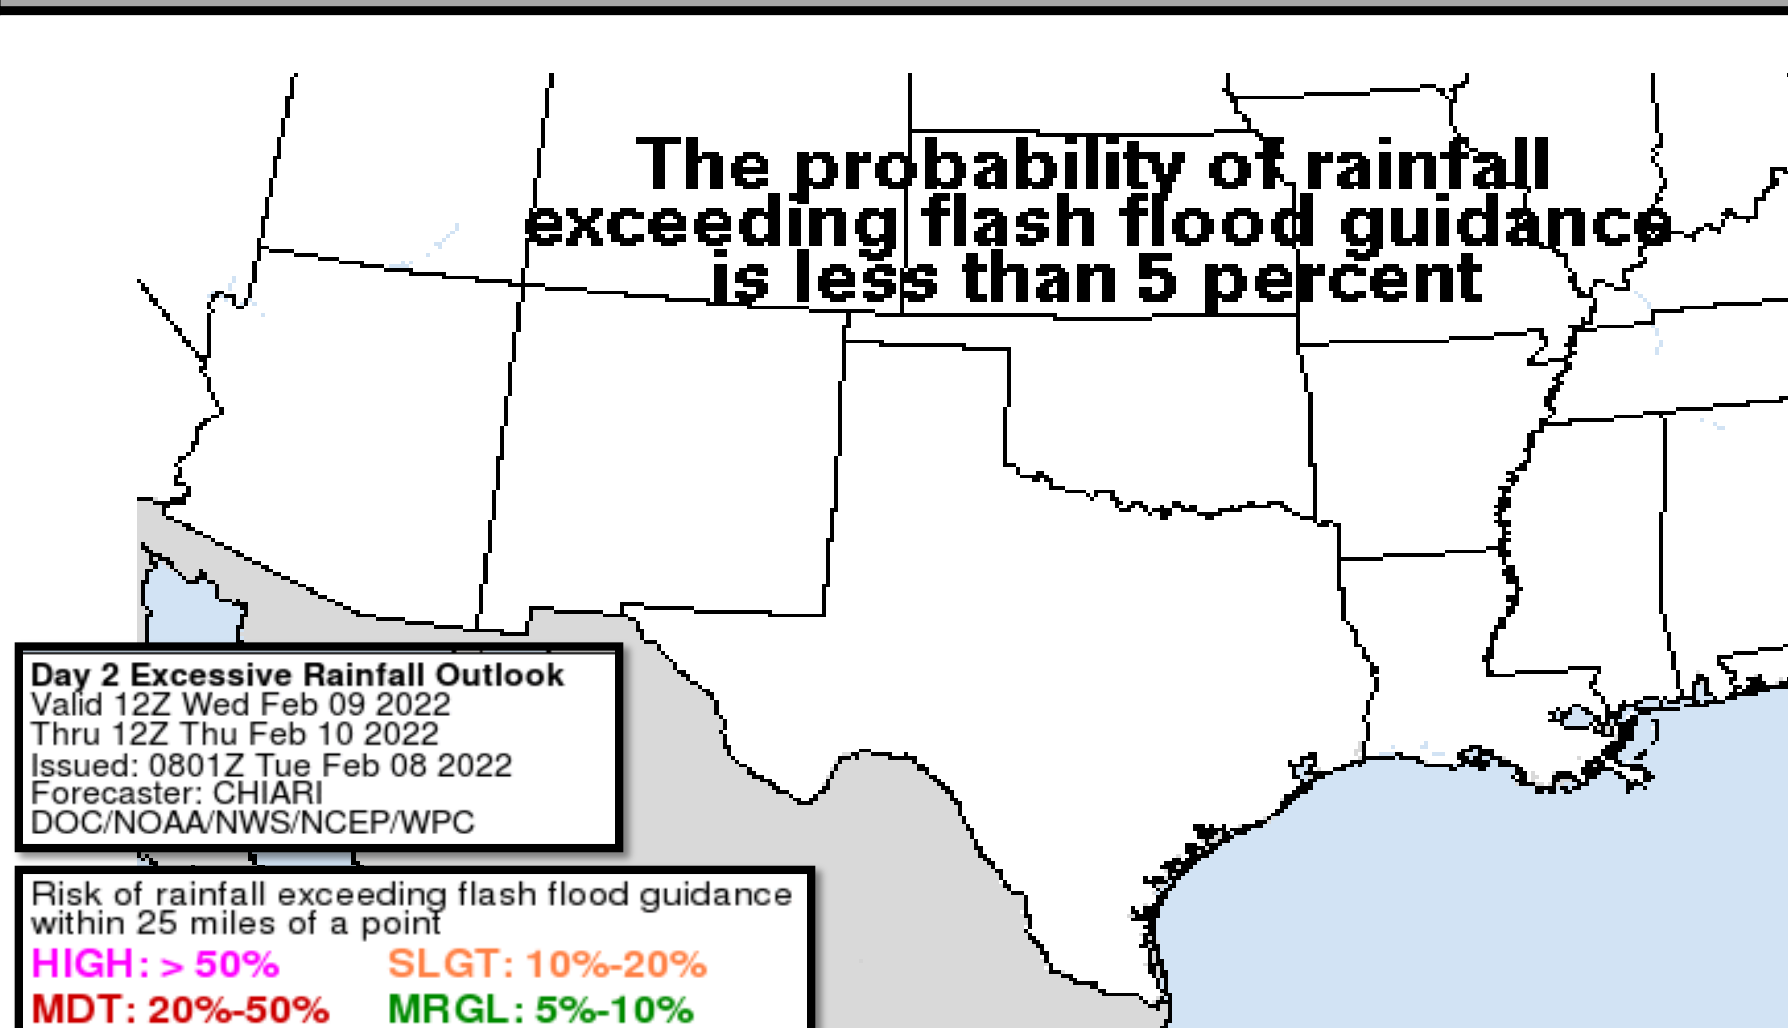 The probability of rainfall
exceeding flash flood guidance
is less than 5 percent
Day 2 Excessive Rainfall Outlook
Valid 12Z Wed Feb 09 2022
Thru 12Z Thu Feb 10 2022
Issued: 0801Z Tue Feb 08 2022
Forecaster: CHIARI
DOC/NOAA/NWS/NCEP/WPC
Risk of rainfall exceeding flash flood guidance
within 25 miles of a point
HIGH: > 50% SLGT: 10%-20%
MDT: 20%-50% MRGL: 5%-10%